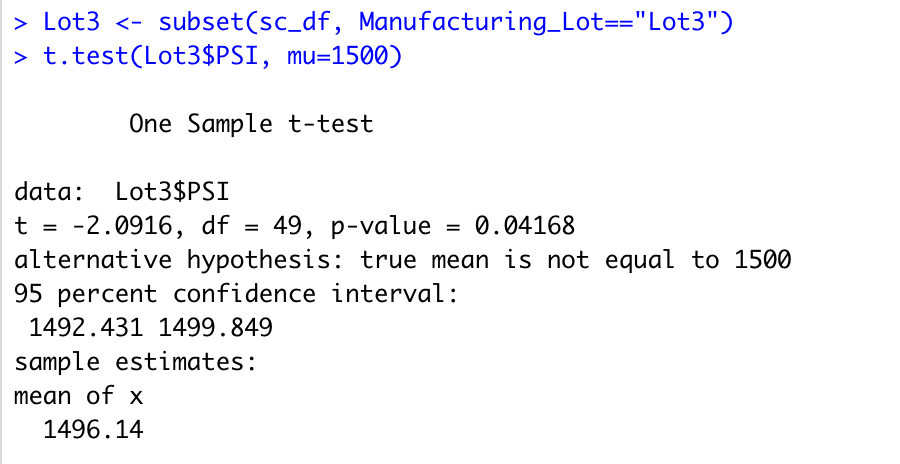 > Lot3 <- subset(sc_df, Manufacturing_Lot=="Lot3")
> t.test(Lot3$PSI, mu=1500)
One Sample t-test
data:  Lot3$PSI
t = -2.0916, df = 49, p-value = 0.04168
alternative hypothesis: true mean is not equal to 1500
95 percent confidence interval:
 1492.431 1499.849
sample estimates:
mean of x
  1496.14